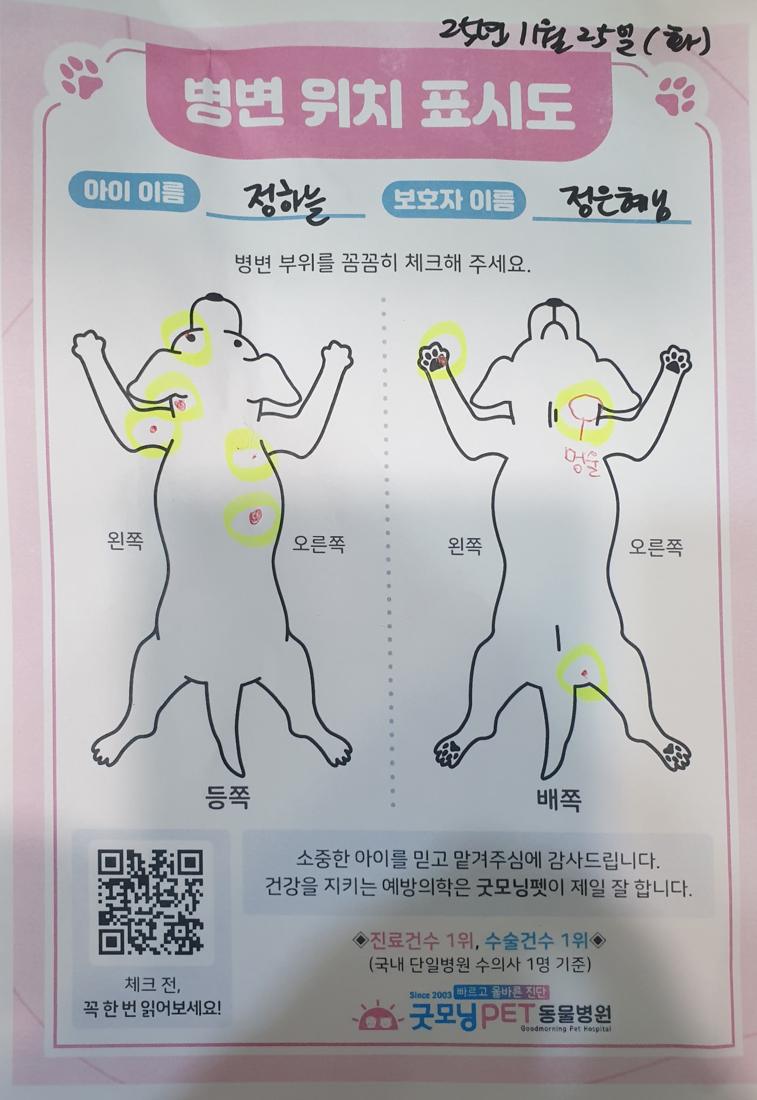 25년 11월 25일 (화)
병변 위치 표시도
아이 이름 정하늘 보호자 이름 정은혜님
병변 부위를 꼼꼼히 체크해 주세요.
멍울
왼쪽 오른쪽 왼쪽 오른쪽
등쪽 배쪽
소중한 아이를 믿고 맡겨주심에 감사드립니다.
건강을 지키는 예방의학은 굿모닝펫이 제일 잘 합니다.
◈진료건수 1위, 수술건수 1위◈
(국내 단일병원 수의사 1명 기준)
체크 전,
꼭 한 번 읽어보세요!
Since 2003 빠르고 올바른 진단
굿모닝PET동물병원
Goodmorning Pet Hospital